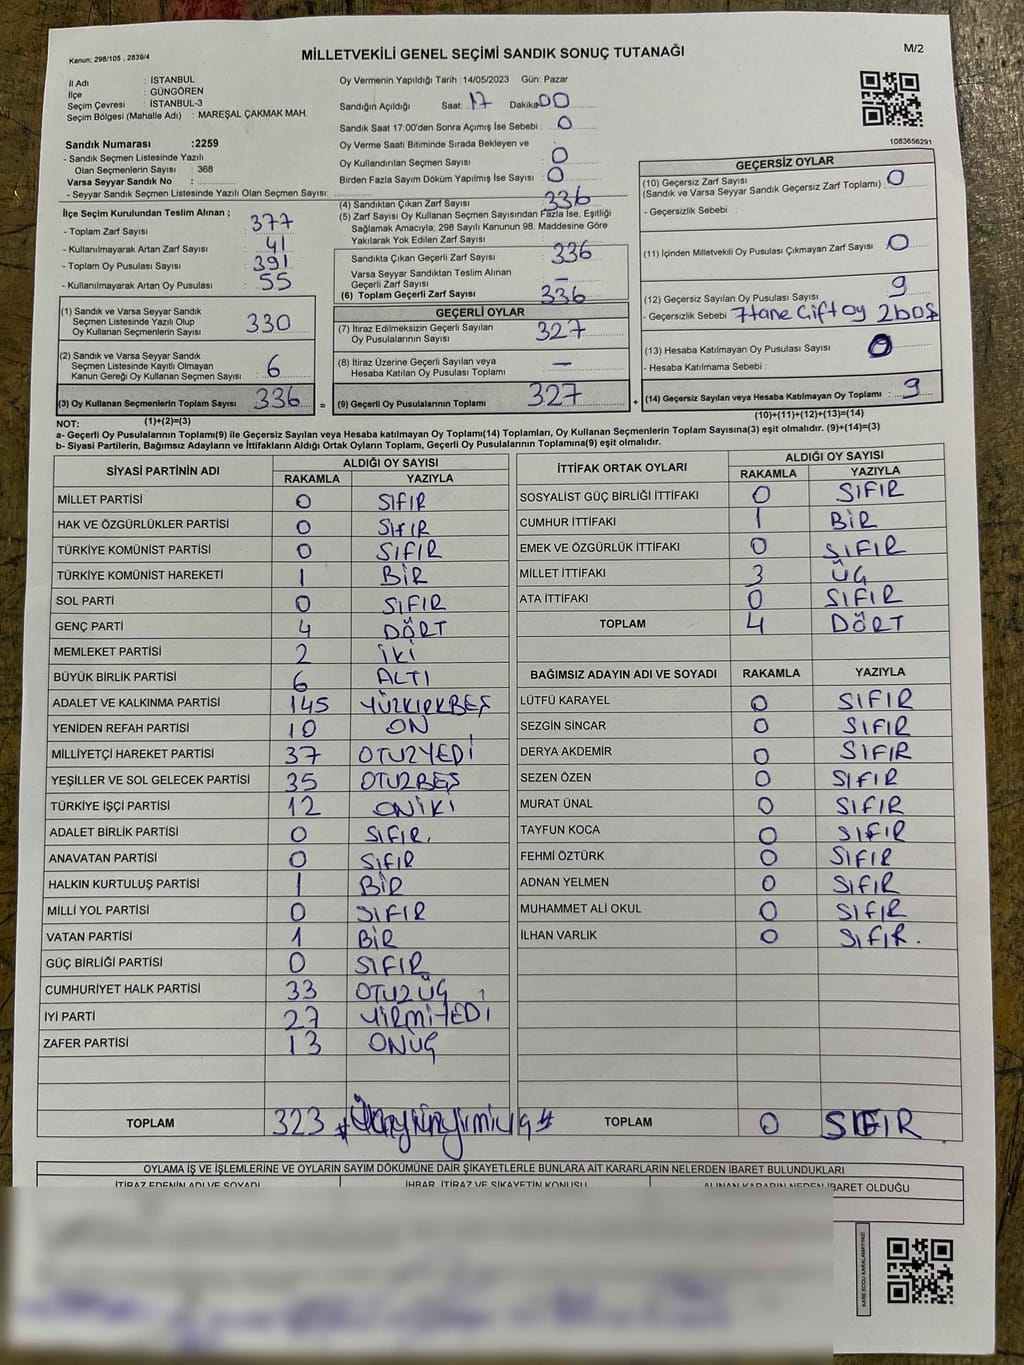 Kanun; 298/105 , 2839/4
MİLLETVEKİLİ GENEL SEÇİMİ SANDIK SONUÇ TUTANAĞI
M/2
İl Adı : İSTANBUL
İlçe : GÜNGÖREN
Seçim Çevresi : İSTANBUL-3
Seçim Bölgesi (Mahalle Adı) : MAREŞAL ÇAKMAK MAH.
Sandık Numarası :2259
- Sandık Seçmen Listesinde Yazılı
Olan Seçmenlerin Sayısı : 368
Varsa Seyyar Sandık No :
- Seyyar Sandık Seçmen Listesinde Yazılı Olan Seçmen Sayısı:
Oy Vermenin Yapıldığı Tarih : 14/05/2023 Gün: Pazar
Sandığın Açıldığı Saat: 17 Dakika 00
Sandık Saat 17:00'den Sonra Açımış İse Sebebi : 0
Oy Verme Saati Bitiminde Sırada Bekleyen ve
Oy Kullandırılan Seçmen Sayısı : 0
Birden Fazla Sayım Döküm Yapılmış İse Sayısı : 0
1083656291
İlçe Seçim Kurulundan Teslim Alınan ;
- Toplam Zarf Sayısı : 377
- Kullanılmayarak Artan Zarf Sayısı : 41
- Toplam Oy Pusulası Sayısı : 391
- Kullanılmayarak Artan Oy Pusulası : 55
(1) Sandık ve Varsa Seyyar Sandık
Seçmen Listesinde Yazılı Olup
Oy Kullanan Seçmenlerin Sayısı : 330
(2) Sandık ve Varsa Seyyar Sandık
Seçmen Listesinde Kayıtlı Olmayan
Kanun Gereği Oy Kullanan Seçmen Sayısı : 6
(3) Oy Kullanan Seçmenlerin Toplam Sayısı : 336
(1)+(2)=(3)
(4) Sandıktan Çıkan Zarf Sayısı : 336
(5) Zarf Sayısı Oy Kullanan Seçmen Sayısından Fazla İse, Eşitliği
Sağlamak Amacıyla; 298 Sayılı Kanunun 98. Maddesine Göre
Yakılarak Yok Edilen Zarf Sayısı :
Sandıkta Çıkan Geçerli Zarf Sayısı : 336
Varsa Seyyar Sandıktan Teslim Alınan
Geçerli Zarf Sayısı : –
(6) Toplam Geçerli Zarf Sayısı : 336
GEÇERLİ OYLAR
(7) İtiraz Edilmeksizin Geçerli Sayılan
Oy Pusulalarının Sayısı : 327
(8) İtiraz Üzerine Geçerli Sayılan veya
Hesaba Katılan Oy Pusulası Toplamı : –
= (9) Geçerli Oy Pusulalarının Toplamı : 327 +
GEÇERSİZ OYLAR
(10) Geçersiz Zarf Sayısı
(Sandık ve Varsa Seyyar Sandık Geçersiz Zarf Toplamı) : 0
- Geçersizlik Sebebi :
(11) İçinden Milletvekili Oy Pusulası Çıkmayan Zarf Sayısı : 0
(12) Geçersiz Sayılan Oy Pusulası Sayısı : 9
- Geçersizlik Sebebi : 7 tane Çift oy 2 boş
(13) Hesaba Katılmayan Oy Pusulası Sayısı : 0
- Hesaba Katılmama Sebebi :
(14) Geçersiz Sayılan veya Hesaba Katılmayan Oy Toplamı : 9
(10)+(11)+(12)+(13)=(14)
NOT:
a- Geçerli Oy Pusulalarının Toplamı(9) ile Geçersiz Sayılan veya Hesaba katılmayan Oy Toplamı(14) Toplamları, Oy Kullanan Seçmenlerin Toplam Sayısına(3) eşit olmalıdır. (9)+(14)=(3)
b- Siyasi Partilerin, Bağımsız Adayların ve İttifakların Aldığı Ortak Oyların Toplamı, Geçerli Oy Pusulalarının Toplamına(9) eşit olmalıdır.
SİYASİ PARTİNİN ADI ALDIĞI OY SAYISI
RAKAMLA YAZIYLA
MİLLET PARTİSİ 0 SIFIR
HAK VE ÖZGÜRLÜKLER PARTİSİ 0 SIFIR
TÜRKİYE KOMÜNİST PARTİSİ 0 SIFIR
TÜRKİYE KOMÜNİST HAREKETİ 1 BİR
SOL PARTİ 0 SIFIR
GENÇ PARTİ 4 DÖRT
MEMLEKET PARTİSİ 2 İKİ
BÜYÜK BİRLİK PARTİSİ 6 ALTI
ADALET VE KALKINMA PARTİSİ 145 YÜZKIRKBEŞ
YENİDEN REFAH PARTİSİ 10 ON
MİLLİYETÇİ HAREKET PARTİSİ 37 OTUZYEDİ
YEŞİLLER VE SOL GELECEK PARTİSİ 35 OTUZBEŞ
TÜRKİYE İŞÇİ PARTİSİ 12 ONİKİ
ADALET BİRLİK PARTİSİ 0 SIFIR.
ANAVATAN PARTİSİ 0 SIFIR
HALKIN KURTULUŞ PARTİSİ 1 BİR
MİLLİ YOL PARTİSİ 0 SIFIR
VATAN PARTİSİ 1 BİR
GÜÇ BİRLİĞİ PARTİSİ 0 SIFIR
CUMHURİYET HALK PARTİSİ 33 OTUZÜÇ
İYİ PARTİ 27 YİRMİYEDİ
ZAFER PARTİSİ 13 ONÜÇ
TOPLAM 323
İTTİFAK ORTAK OYLARI ALDIĞI OY SAYISI
RAKAMLA YAZIYLA
SOSYALİST GÜÇ BİRLİĞİ İTTİFAKI 0 SIFIR
CUMHUR İTTİFAKI 1 BİR
EMEK VE ÖZGÜRLÜK İTTİFAKI 0 SIFIR
MİLLET İTTİFAKI 3 ÜÇ
ATA İTTİFAKI 0 SIFIR
TOPLAM 4 DÖRT
BAĞIMSIZ ADAYIN ADI VE SOYADI RAKAMLA YAZIYLA
LÜTFÜ KARAYEL 0 SIFIR
SEZGİN SİNCAR 0 SIFIR
DERYA AKDEMİR 0 SIFIR
SEZEN ÖZEN 0 SIFIR
MURAT ÜNAL 0 SIFIR
TAYFUN KOCA 0 SIFIR
FEHMİ ÖZTÜRK 0 SIFIR
ADNAN YELMEN 0 SIFIR
MUHAMMET ALİ OKUL 0 SIFIR
İLHAN VARLIK 0 SIFIR.
TOPLAM 0 SIFIR
OYLAMA İŞ VE İŞLEMLERİNE VE OYLARIN SAYIM DÖKÜMÜNE DAİR ŞİKAYETLERLE BUNLARA AİT KARARLARIN NELERDEN İBARET BULUNDUKLARI
İTİRAZ EDENİN ADI VE SOYADI İHBAR, İTİRAZ VE ŞİKAYETİN KONUSU ALINAN KARARIN NEDEN İBARET OLDUĞU